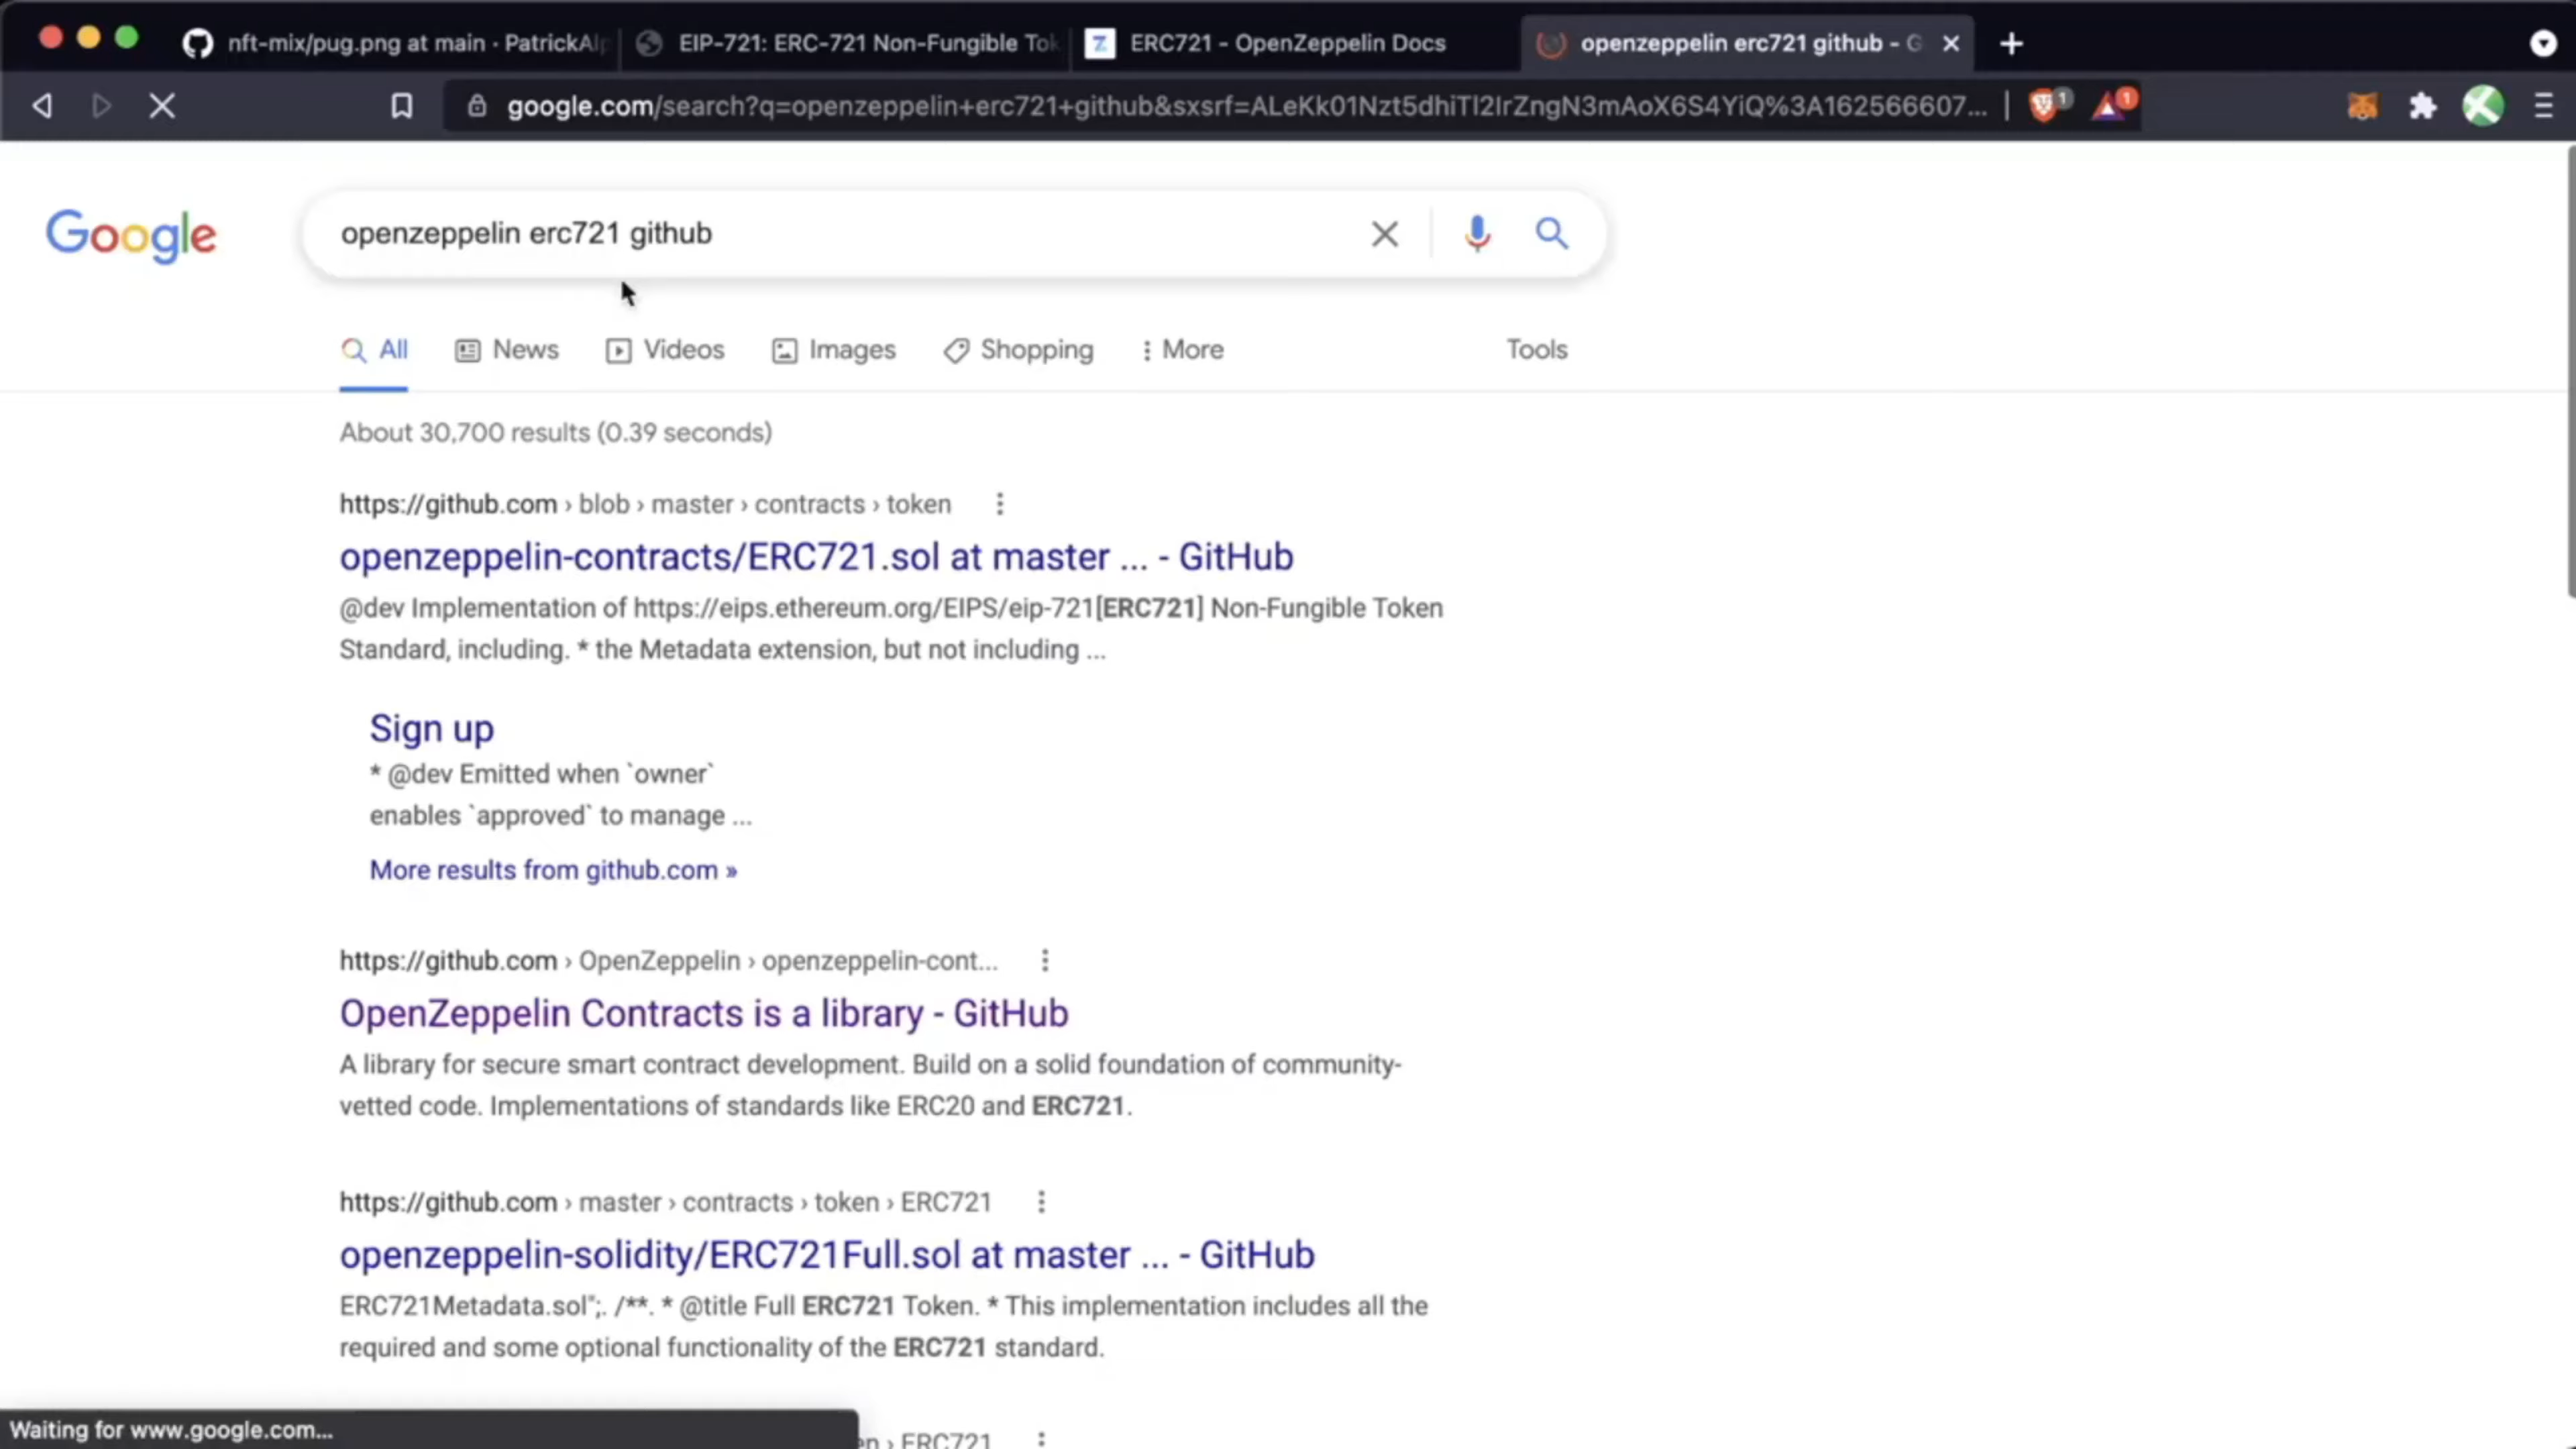 nft-mix/pug.png at main · PatrickAlp
EIP-721: ERC-721 Non-Fungible Tok
ERC721 - OpenZeppelin Docs
openzeppelin erc721 github - G
google.com/search?q=openzeppelin+erc721+github&sxsrf=ALeKk01Nzt5dhiTl2IrZngN3mAoX6S4YiQ%3A162566607...
1
1
Google
openzeppelin erc721 github
All
News
Videos
Images
Shopping
More
Tools
About 30,700 results (0.39 seconds)
https://github.com › blob › master › contracts › token
openzeppelin-contracts/ERC721.sol at master ... - GitHub
@dev Implementation of https://eips.ethereum.org/EIPS/eip-721[ERC721] Non-Fungible Token
Standard, including. * the Metadata extension, but not including ...
Sign up
* @dev Emitted when `owner`
enables `approved` to manage ...
More results from github.com »
https://github.com › OpenZeppelin › openzeppelin-cont...
OpenZeppelin Contracts is a library - GitHub
A library for secure smart contract development. Build on a solid foundation of community-
vetted code. Implementations of standards like ERC20 and ERC721.
https://github.com › master › contracts › token › ERC721
openzeppelin-solidity/ERC721Full.sol at master ... - GitHub
ERC721Metadata.sol";. /**. * @title Full ERC721 Token. * This implementation includes all the
required and some optional functionality of the ERC721 standard.
Waiting for www.google.com...
en › ERC721